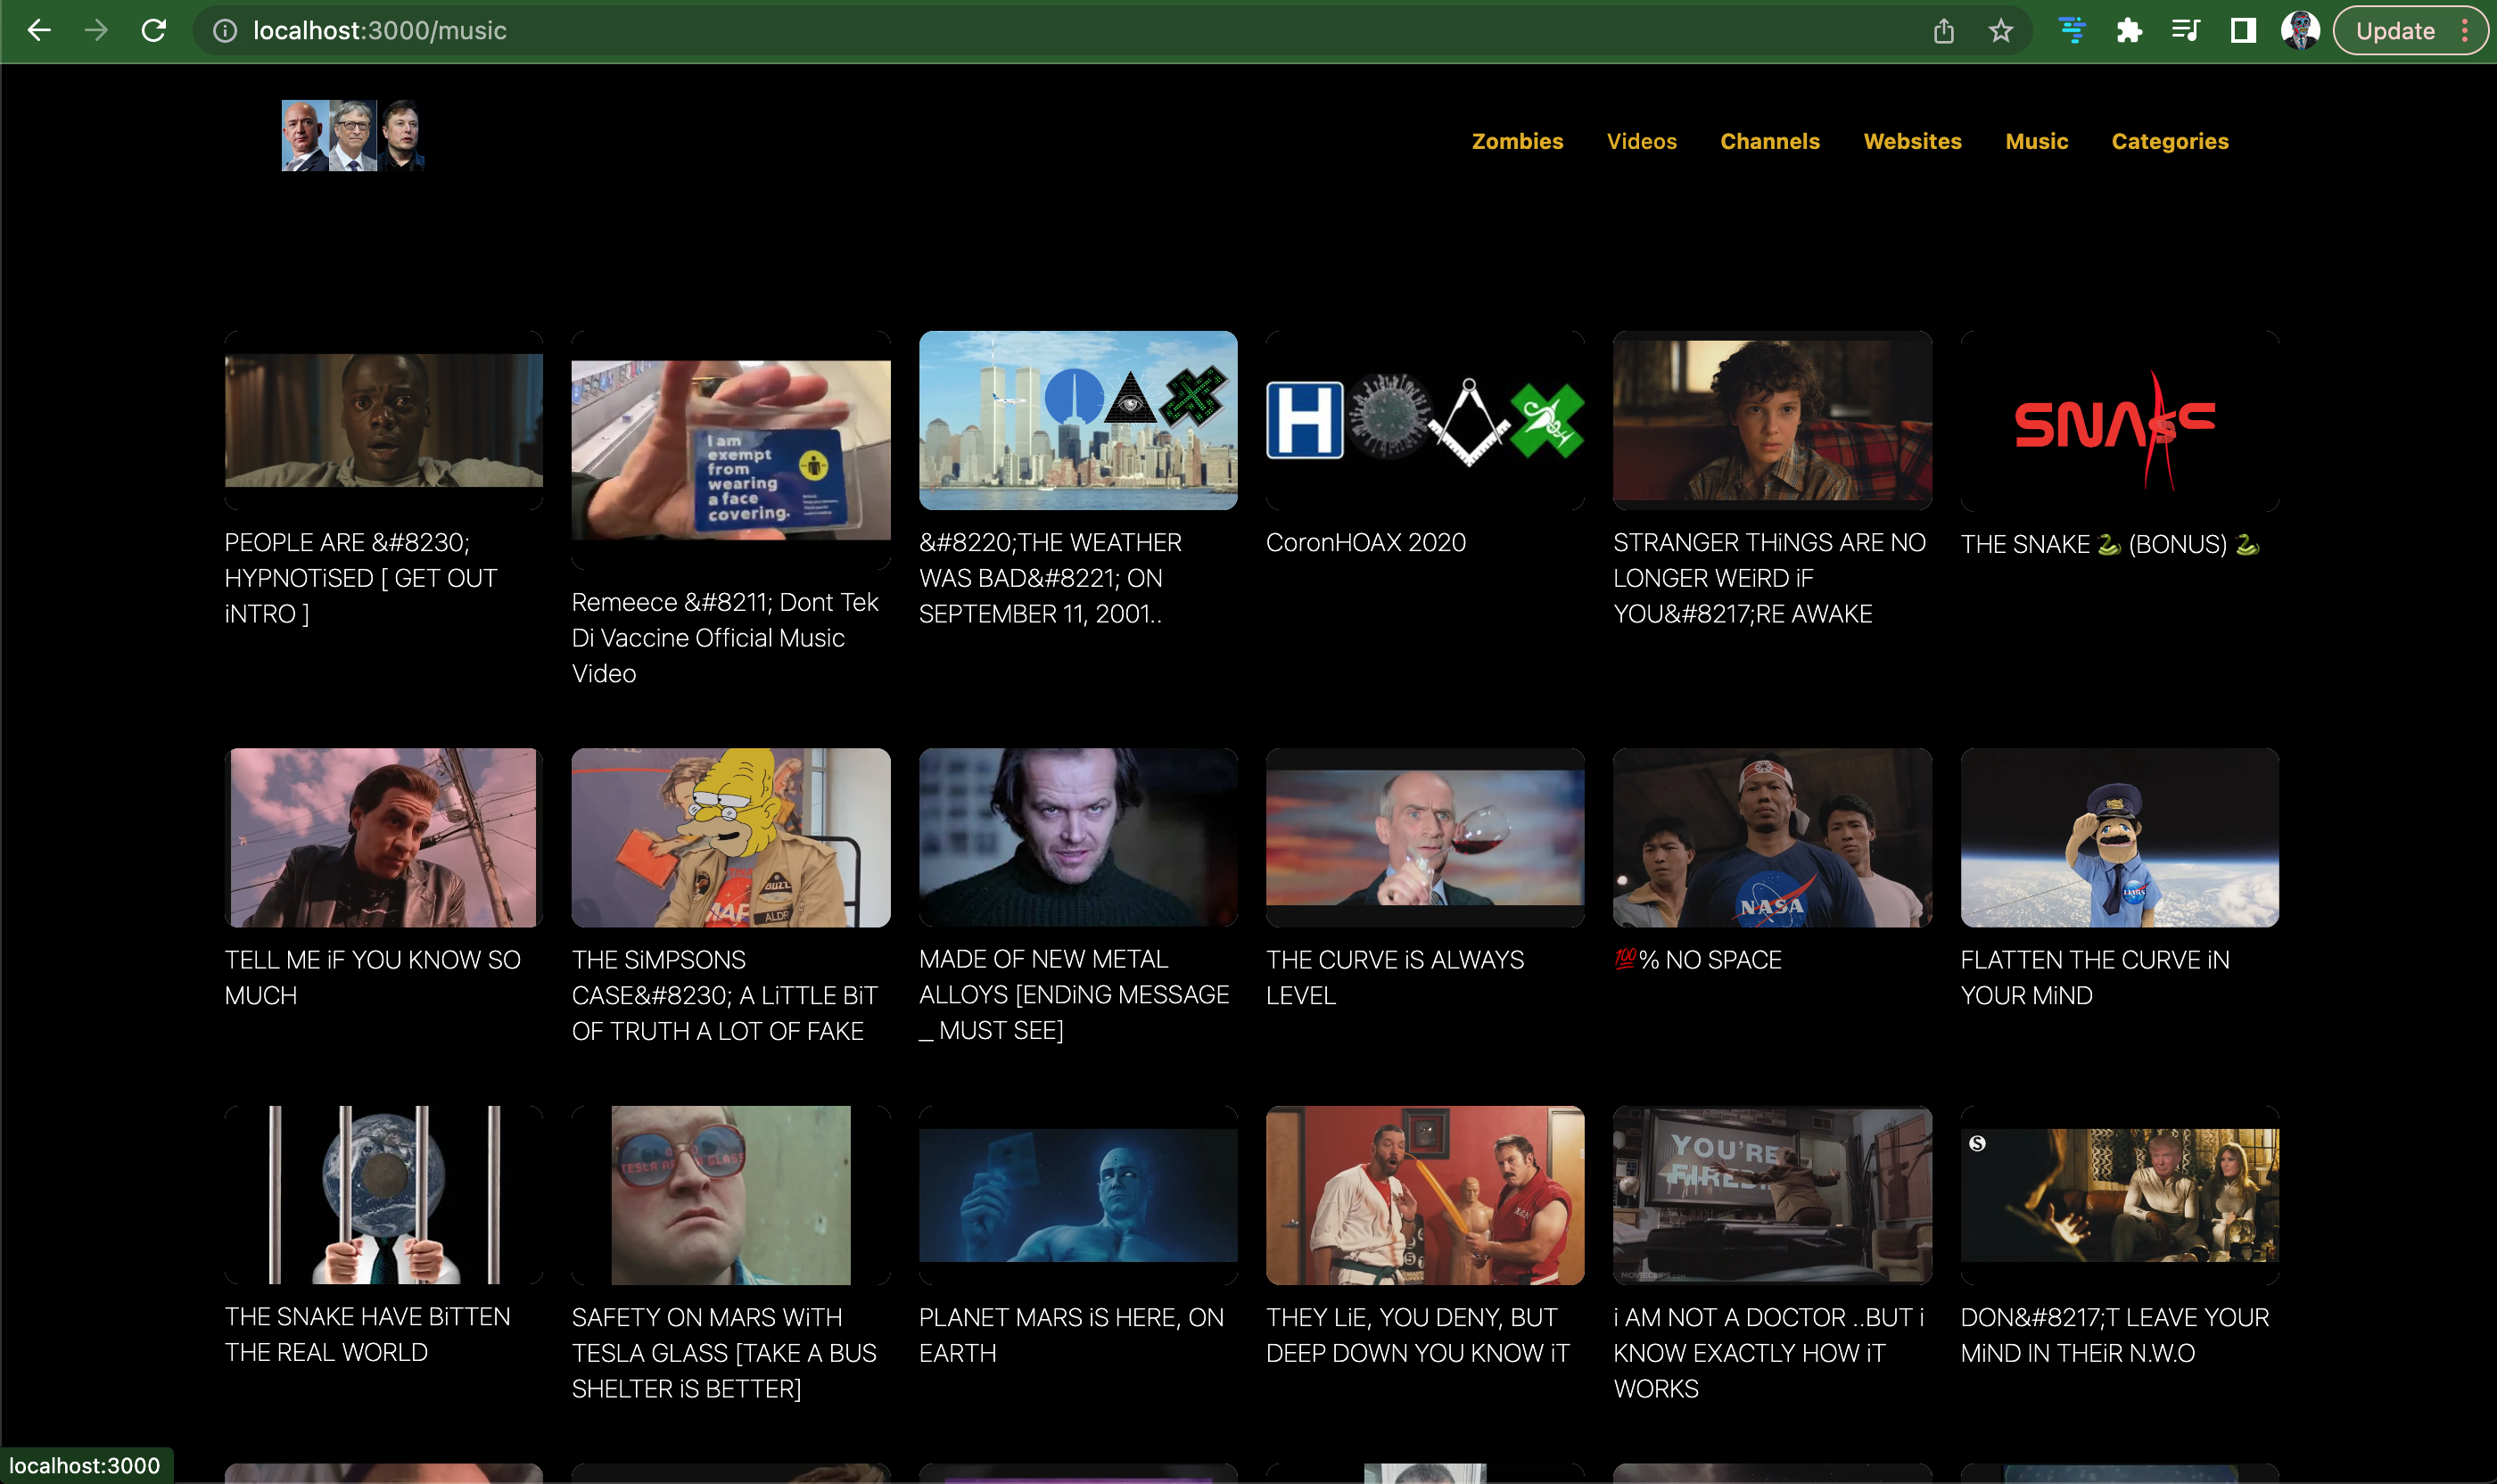 localhost:3000/music
Update
Zombies Videos Channels Websites Music Categories
I am
exempt
from
wearing
a face
covering.
H
SNASS
PEOPLE ARE &#8230;
HYPNOTiSED [ GET OUT
iNTRO ]
Remeece &#8211; Dont Tek
Di Vaccine Official Music
Video
&#8220;THE WEATHER
WAS BAD&#8221; ON
SEPTEMBER 11, 2001..
CoronHOAX 2020
STRANGER THiNGS ARE NO
LONGER WEiRD iF
YOU&#8217;RE AWAKE
THE SNAKE 🐍 (BONUS) 🐍
BUZZ
NASA
TELL ME iF YOU KNOW SO
MUCH
THE SiMPSONS
CASE&#8230; A LiTTLE BiT
OF TRUTH A LOT OF FAKE
MADE OF NEW METAL
ALLOYS [ENDiNG MESSAGE
_ MUST SEE]
THE CURVE iS ALWAYS
LEVEL
💯% NO SPACE
FLATTEN THE CURVE iN
YOUR MiND
YOU'RE
FIRED
MOVIECLIPS.com
S
THE SNAKE HAVE BiTTEN
THE REAL WORLD
SAFETY ON MARS WiTH
TESLA GLASS [TAKE A BUS
SHELTER iS BETTER]
PLANET MARS iS HERE, ON
EARTH
THEY LiE, YOU DENY, BUT
DEEP DOWN YOU KNOW iT
i AM NOT A DOCTOR ..BUT i
KNOW EXACTLY HOW iT
WORKS
DON&#8217;T LEAVE YOUR
MiND IN THEiR N.W.O
localhost:3000